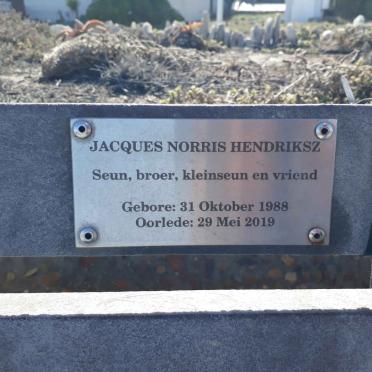 JACQUES NORRIS HENDRIKSZ
Seun, broer, kleinseun en vriend
Gebore: 31 Oktober 1988
Oorlede: 29 Mei 2019